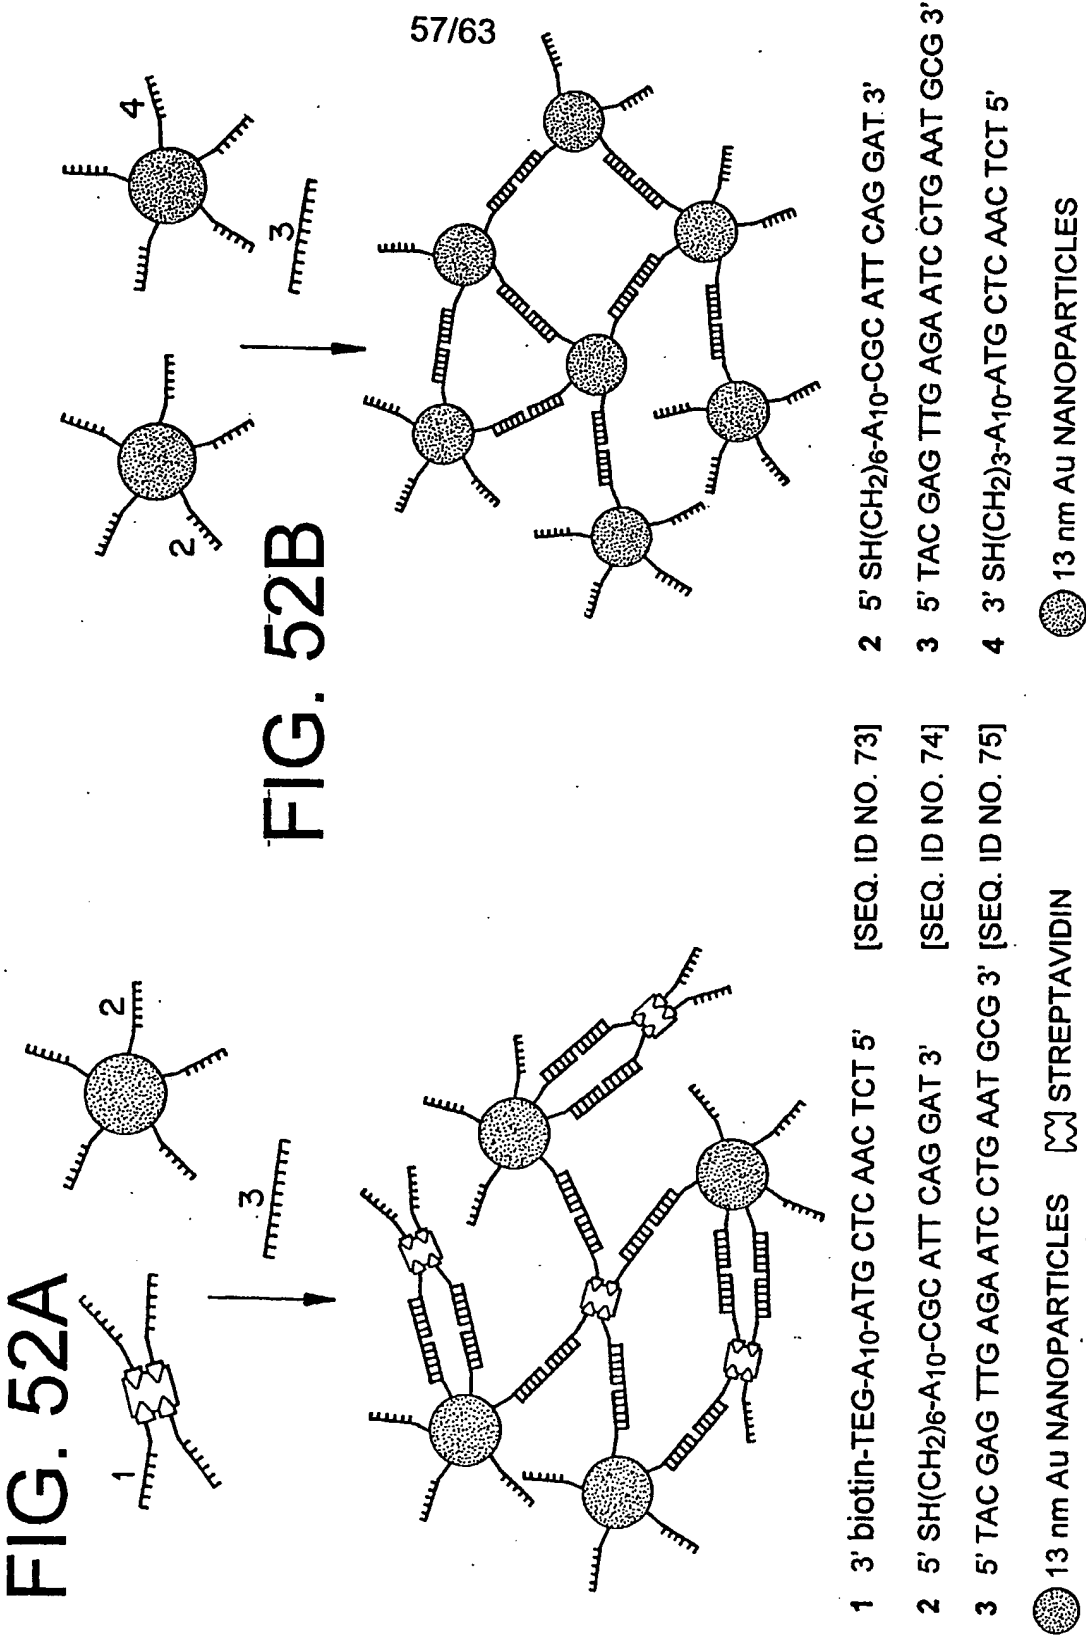 57/63
FIG. 52A
1
2
3
1 3' biotin-TEG-A10-ATG CTC AAC TCT 5' [SEQ. ID NO. 73]
2 5' SH(CH2)6-A10-CGC ATT CAG GAT 3' [SEQ. ID NO. 74]
3 5' TAC GAG TTG AGA ATC CTG AAT GCG 3' [SEQ. ID NO. 75]
13 nm Au NANOPARTICLES STREPTAVIDIN
FIG. 52B
2
4
3
2 5' SH(CH2)6-A10-CGC ATT CAG GAT 3'
3 5' TAC GAG TTG AGA ATC CTG AAT GCG 3'
4 3' SH(CH2)3-A10-ATG CTC AAC TCT 5'
13 nm Au NANOPARTICLES